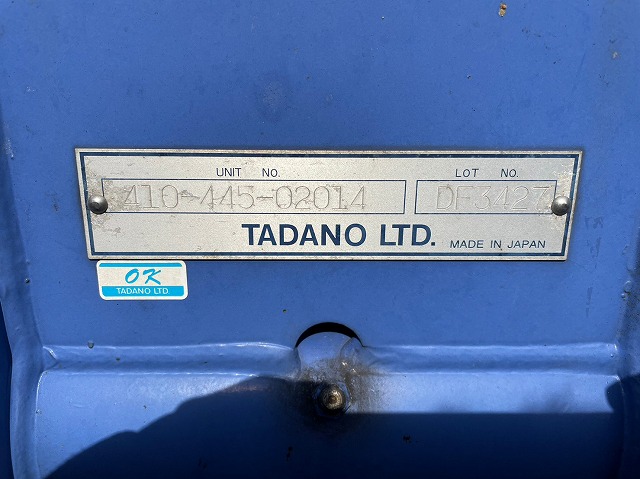 UNIT NO. LOT NO.
410-445-02014 DF3427
TADANO LTD. MADE IN JAPAN
OK
TADANO LTD.